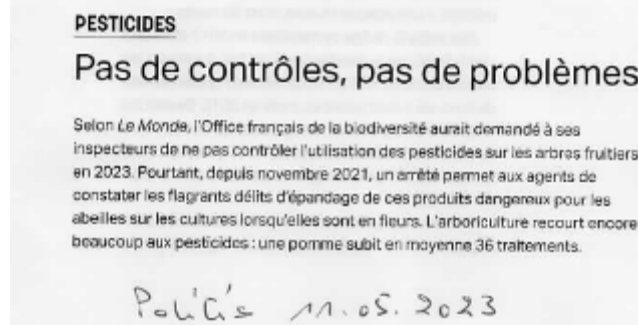 PESTICIDES
Pas de contrôles, pas de problèmes
Selon Le Monde, l'Office français de la biodiversité aurait demandé à ses
inspecteurs de ne pas contrôler l'utilisation des pesticides sur les arbres fruitiers
en 2023. Pourtant, depuis novembre 2021, un arrêté permet aux agents de
constater les flagrants délits d'épandage de ces produits dangereux pour les
abeilles sur les cultures lorsqu'elles sont en fleurs. L'arboriculture recourt encore
beaucoup aux pesticides : une pomme subit en moyenne 36 traitements.
Politis 11.05.2023